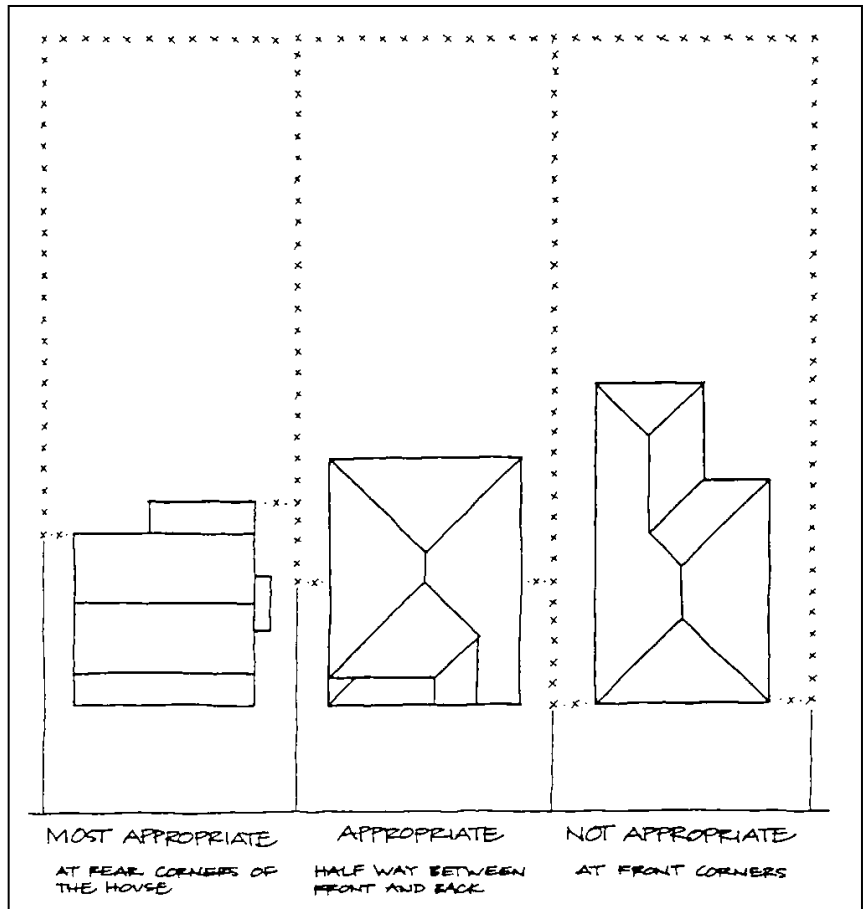 MOST APPROPRIATE
AT REAR CORNERS OF
THE HOUSE
APPROPRIATE
HALF WAY BETWEEN
FRONT AND BACK
NOT APPROPRIATE
AT FRONT CORNERS